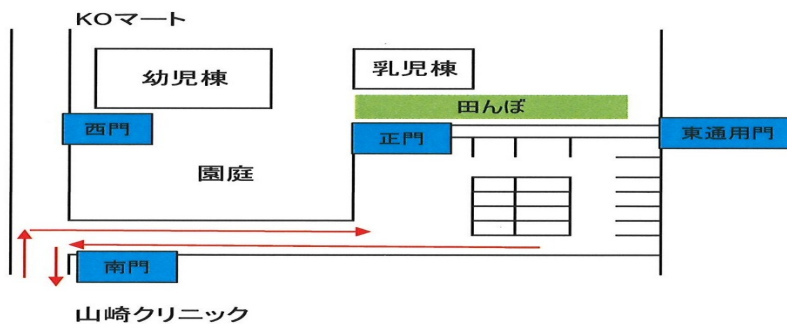 KOマート
幼児棟
乳児棟
田んぼ
西門
正門
東通用門
園庭
南門
山崎クリニック